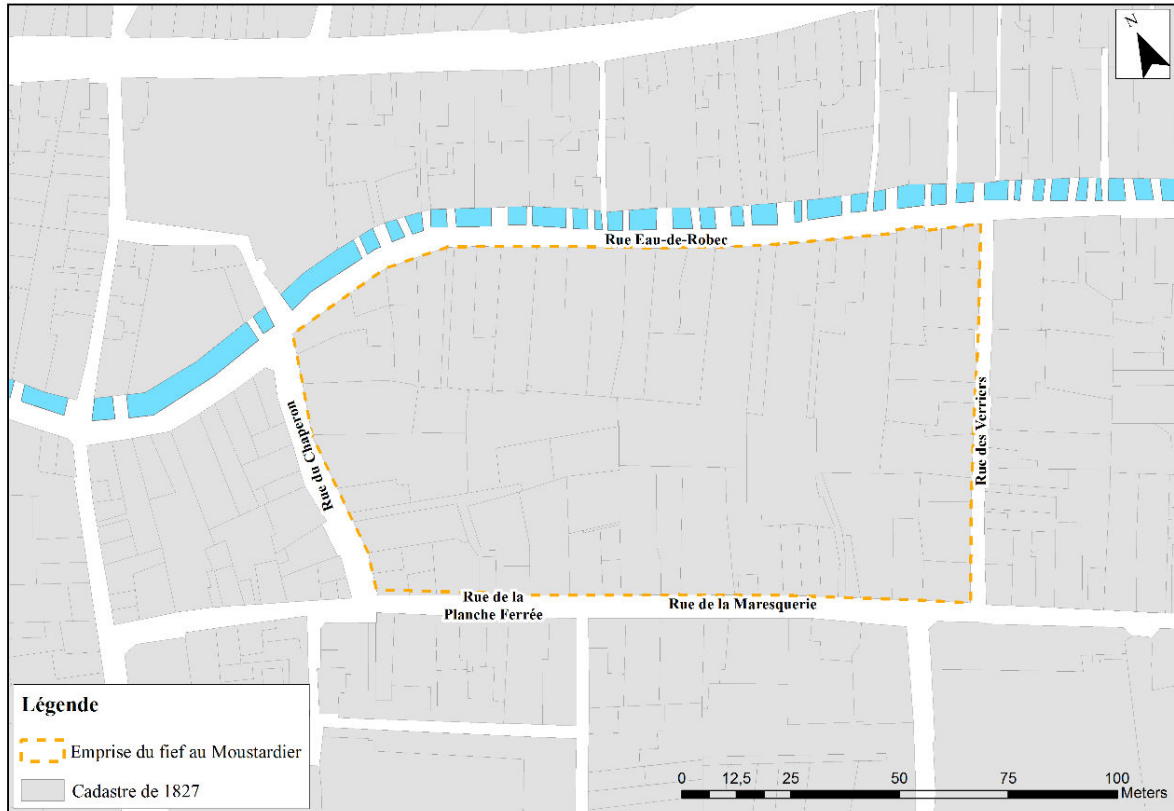 N
Rue Eau-de-Robec
Rue du Chaperon
Rue des Verriers
Rue de la
Planche Ferrée
Rue de la Maresquerie
Légende
Emprise du fief au Moustardier
Cadastre de 1827
0 12,5 25 50 75 100
Meters